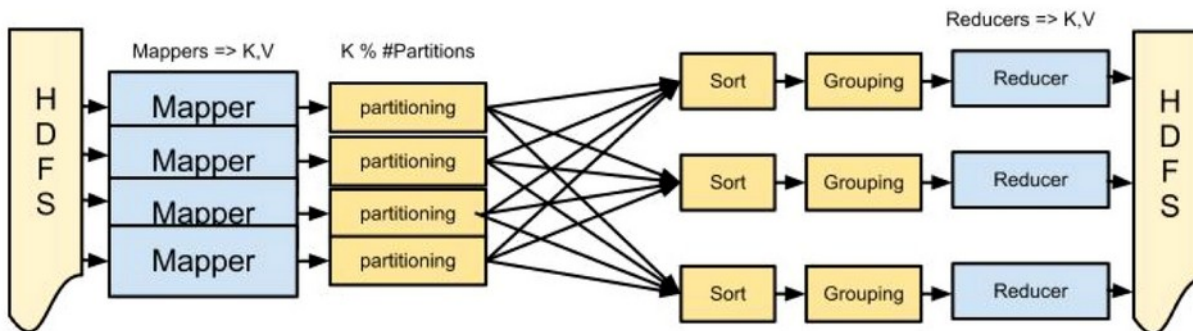 Mappers => K,V
K % #Partitions
Reducers => K,V
H
D
F
S
Mapper
Mapper
Mapper
Mapper
partitioning
partitioning
partitioning
partitioning
Sort
Grouping
Reducer
Sort
Grouping
Reducer
Sort
Grouping
Reducer
H
D
F
S